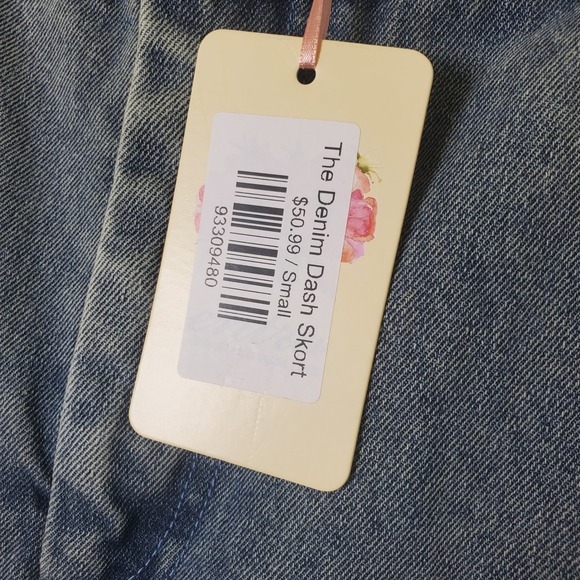 The Denim Dash Skort
$50.99 / Small
93309480